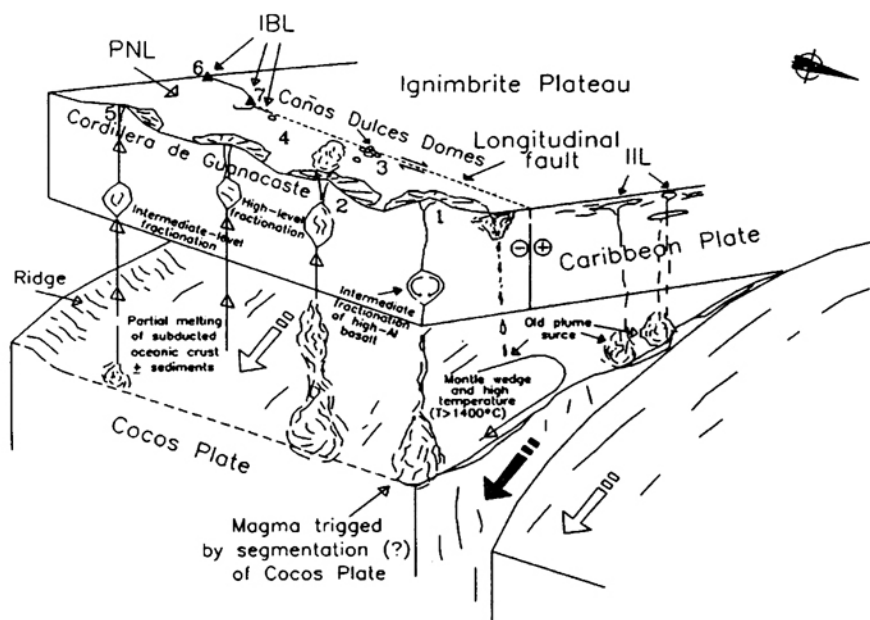 IBL
PNL
6
7
Ignimbrite Plateau
Cañas Dulces Domes
5
4
3
Longitudinal
fault
Cordillera de Guanacaste
IIL
2
1
Intermediate-level
fractionation
High-level
fractionation
Caribbean Plate
Ridge
Intermediate
fractionation
of high-Al
basalt
Partial melting
of subducted
oceanic crust
± sediments
Old plume
surce
Montle wedge
and high
temperature
(T>1400°C)
Cocos Plate
Magma trigged
by segmentation (?)
of Cocos Plate